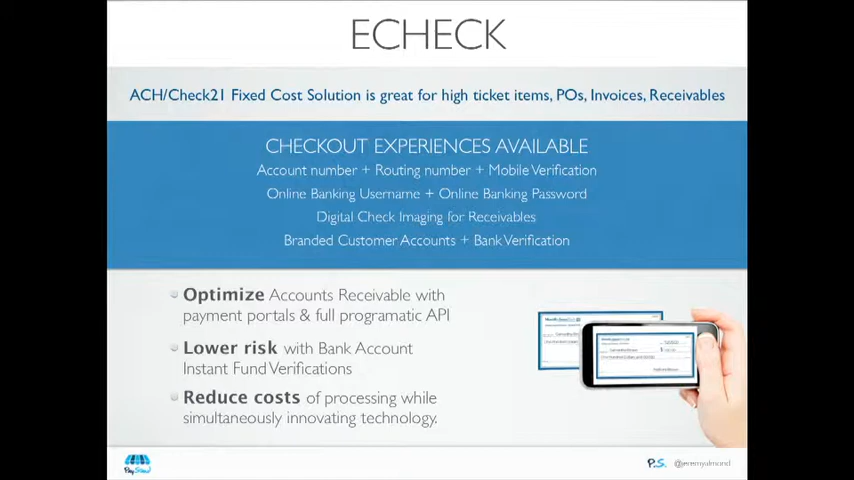 ECHECK
ACH/Check21 Fixed Cost Solution is great for high ticket items, POs, Invoices, Receivables
CHECKOUT EXPERIENCES AVAILABLE
Account number + Routing number + Mobile Verification
Online Banking Username + Online Banking Password
Digital Check Imaging for Receivables
Branded Customer Accounts + Bank Verification
Optimize Accounts Receivable with
payment portals & full programatic API
Lower risk with Bank Account
Instant Fund Verifications
Reduce costs of processing while
simultaneously innovating technology.
PayStand
P.S. @jeremyalmond